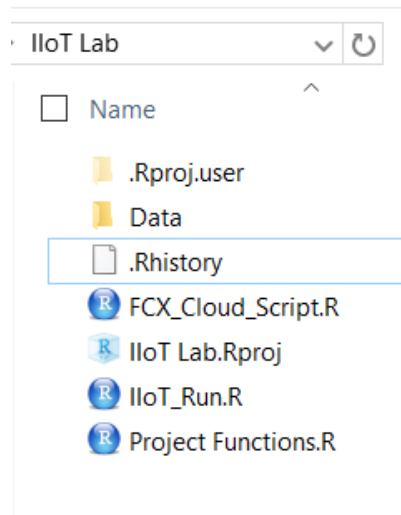 IIoT Lab
Name
.Rproj.user
Data
.Rhistory
R FCX_Cloud_Script.R
R IIoT Lab.Rproj
R IIoT_Run.R
R Project Functions.R